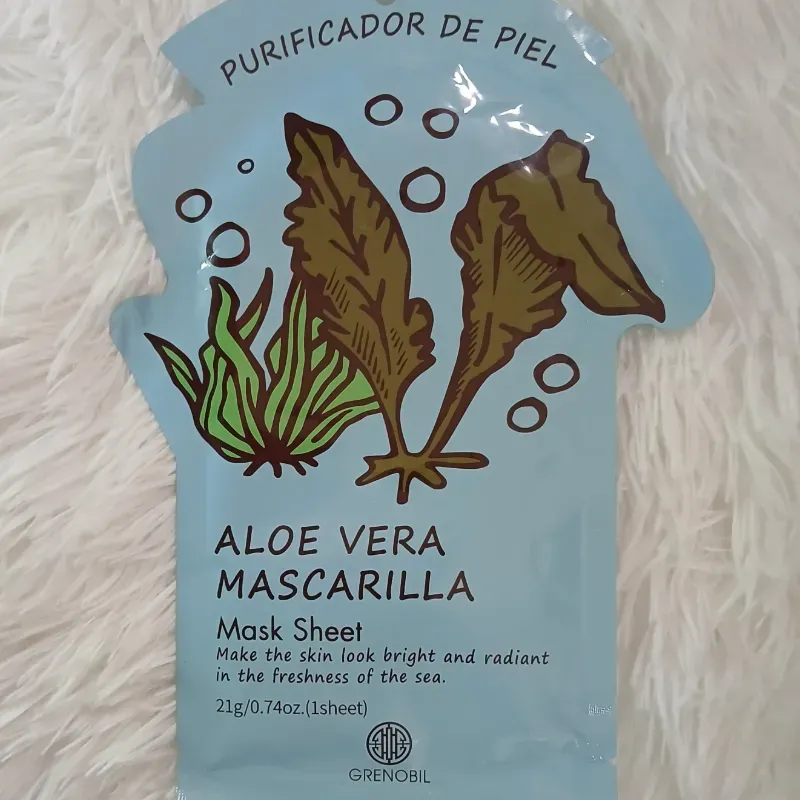 PURIFICADOR DE PIEL
ALOE VERA
MASCARILLA
Mask Sheet
Make the skin look bright and radiant
in the freshness of the sea.
21g/0.74oz.(1sheet)
GRENOBIL